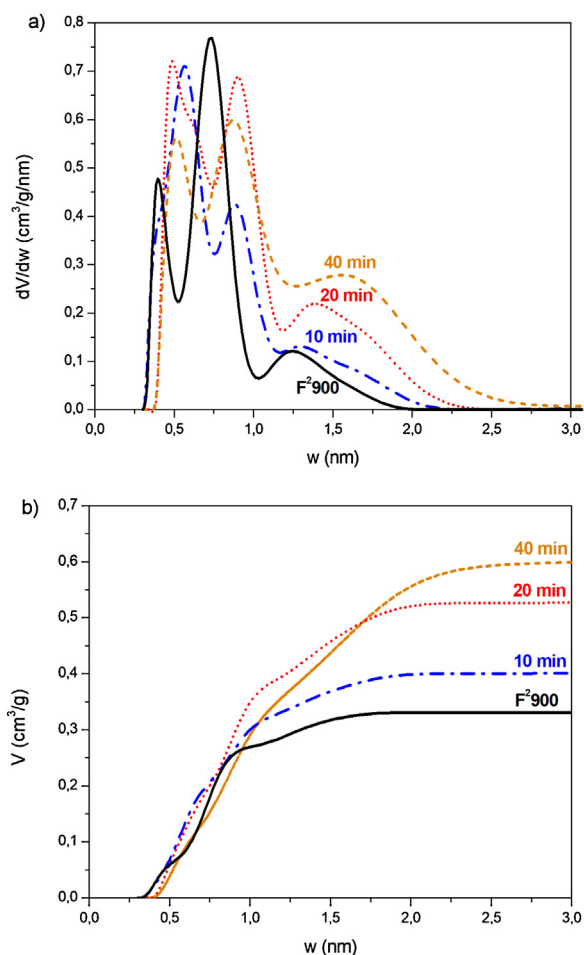 a)
0,8
0,7
0,6
0,5
0,4
0,3
0,2
0,1
0,0
dV/dw (cm³/g/nm)
40 min
20 min
10 min
F²900
0,0 0,5 1,0 1,5 2,0 2,5 3,0
w (nm)
b)
0,7
0,6
0,5
0,4
0,3
0,2
0,1
0,0
V (cm³/g)
40 min
20 min
10 min
F²900
0,0 0,5 1,0 1,5 2,0 2,5 3,0
w (nm)